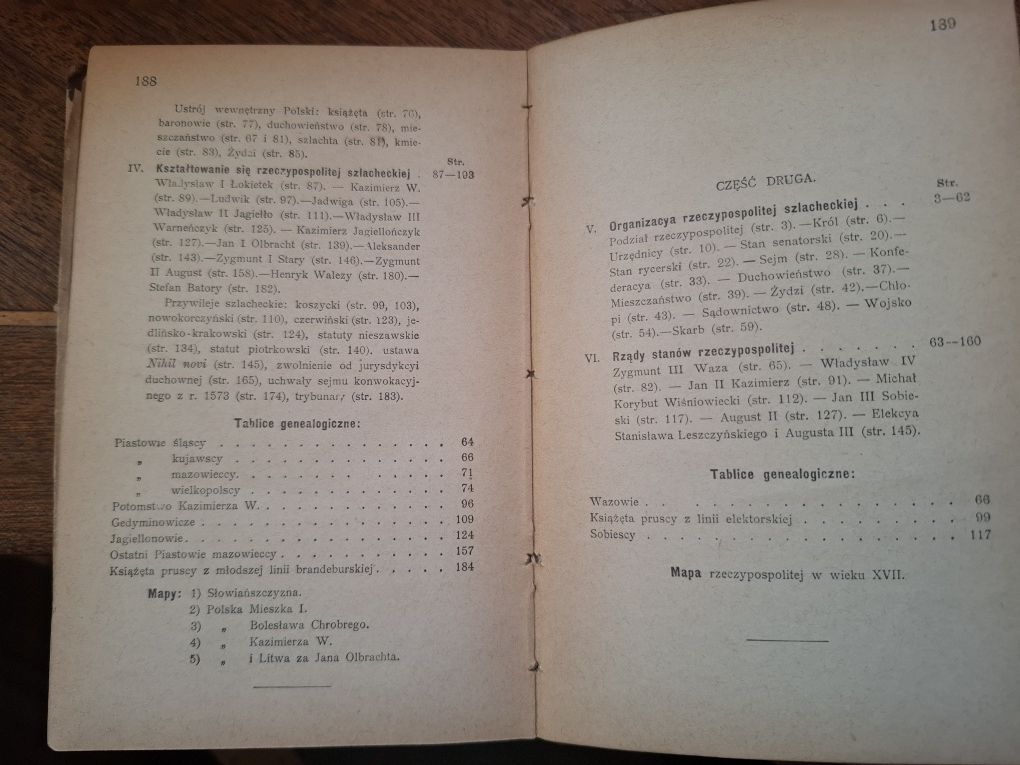 188
Ustrój wewnętrzny Polski: książęta (str. 76),
baronowie (str. 77), duchowieństwo (str. 78), mie-
szczaństwo (str. 67 i 81), szlachta (str. 81), kmie-
cie (str. 83), Żydzi (str. 85).
Str.
IV. Kształtowanie się rzeczypospolitej szlacheckiej . 87—193
Władysław I Łokietek (str. 87). — Kazimierz W.
(str. 89).—Ludwik (str. 97).—Jadwiga (str. 105).—
Władysław II Jagiełło (str. 111).—Władysław III
Warneńczyk (str. 125). — Kazimierz Jagiellończyk
(str. 127).—Jan I Olbracht (str. 139).—Aleksander
(str. 143).—Zygmunt I Stary (str. 146).—Zygmunt
II August (str. 158).—Henryk Walezy (str. 180).—
Stefan Batory (str. 182).
Przywileje szlacheckie: koszycki (str. 99, 103),
nowokorczyński (str. 110), czerwiński (str. 123), je-
dlińsko-krakowski (str. 124), statuty nieszawskie
(str. 134), statut piotrkowski (str. 140). ustawa
Nihil novi (str. 145), zwolnienie od jurysdykcyi
duchownej (str. 165), uchwały sejmu konwokacyj-
nego z r. 1573 (str. 174), trybunały (str. 183).
Tablice genealogiczne:
Piastowie śląscy . . . . . . . . . . . . . . . 64
„ kujawscy . . . . . . . . . . . . . . 66
„ mazowieccy. . . . . . . . . . . . . . 71
„ wielkopolscy . . . . . . . . . . . . . 74
Potomstwo Kazimierza W. . . . . . . . . . . . . 96
Gedyminowicze . . . . . . . . . . . . . . . . 109
Jagiellonowie. . . . . . . . . . . . . . . . . 124
Ostatni Piastowie mazowieccy . . . . . . . . . . . 157
Książęta pruscy z młodszej linii brandeburskiej . . . . . 184
Mapy: 1) Słowiańszczyzna.
2) Polska Mieszka I.
3) „ Bolesława Chrobrego.
4) „ Kazimierza W.
5) „ i Litwa za Jana Olbrachta.
189
CZĘŚĆ DRUGA.
Str.
V. Organizacya rzeczypospolitej szlacheckiej . . . 3—62
Podział rzeczypospolitej (str. 3).—Król (str. 6).—
Urzędnicy (str. 10). — Stan senatorski (str. 20).—
Stan rycerski (str. 22). — Sejm (str. 28). — Konfe-
deracya (str. 33). — Duchowieństwo (str. 37).—
Mieszczaństwo (str. 39). — Żydzi (str. 42).—Chło-
pi (str. 43). — Sądownictwo (str. 48). — Wojsko
(str. 54).—Skarb (str. 59).
VI. Rządy stanów rzeczypospolitej . . . . . . . 63—160
Zygmunt III Waza (str. 65). — Władysław IV
(str. 82). — Jan II Kazimierz (str. 91). — Michał
Korybut Wiśniowiecki (str. 112). — Jan III Sobie-
ski (str. 117). — August II (str. 127). — Elekcya
Stanisława Leszczyńskiego i Augusta III (str. 145).
Tablice genealogiczne:
Wazowie . . . . . . . . . . . . . . . . . 66
Książęta pruscy z linii elektorskiej . . . . . . . . . 99
Sobiescy . . . . . . . . . . . . . . . . . 117
Mapa rzeczypospolitej w wieku XVII.